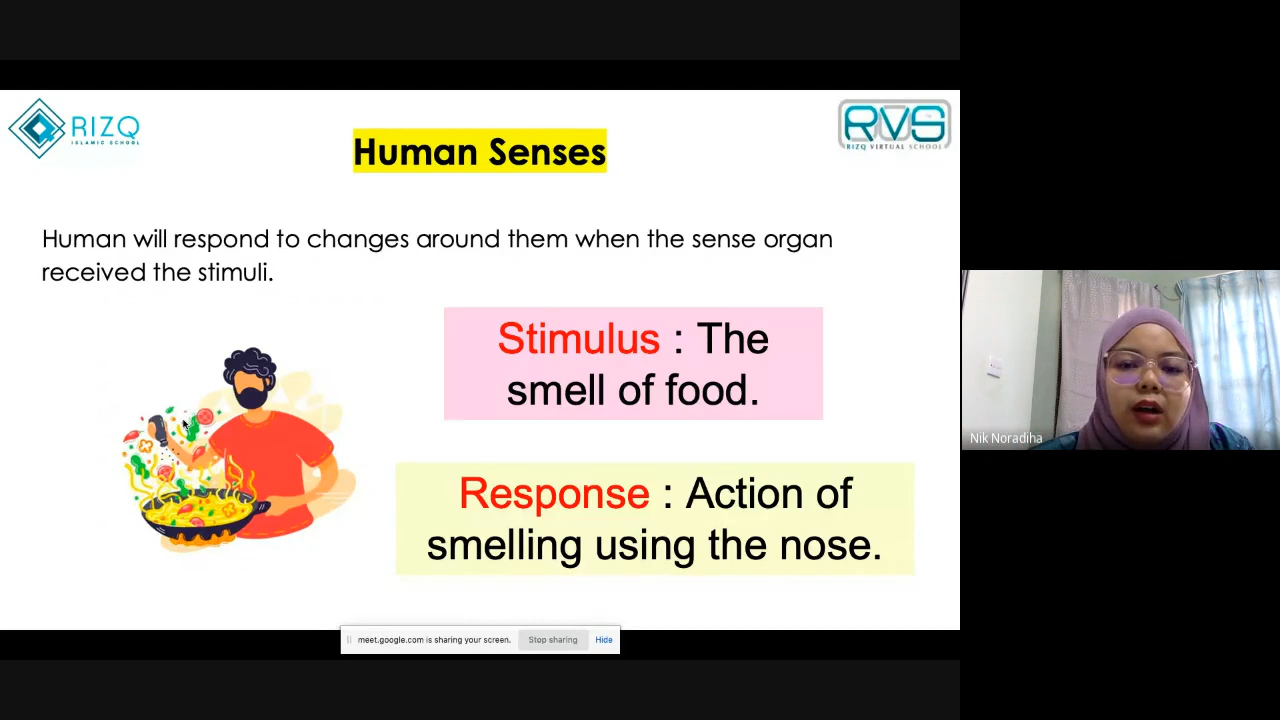 RIZQ
ISLAMIC SCHOOL
RVS
RIZQ VIRTUAL SCHOOL
Human Senses
Human will respond to changes around them when the sense organ
received the stimuli.
Stimulus : The
smell of food.
Response : Action of
smelling using the nose.
Nik Noradiha
meet.google.com is sharing your screen.
Stop sharing
Hide